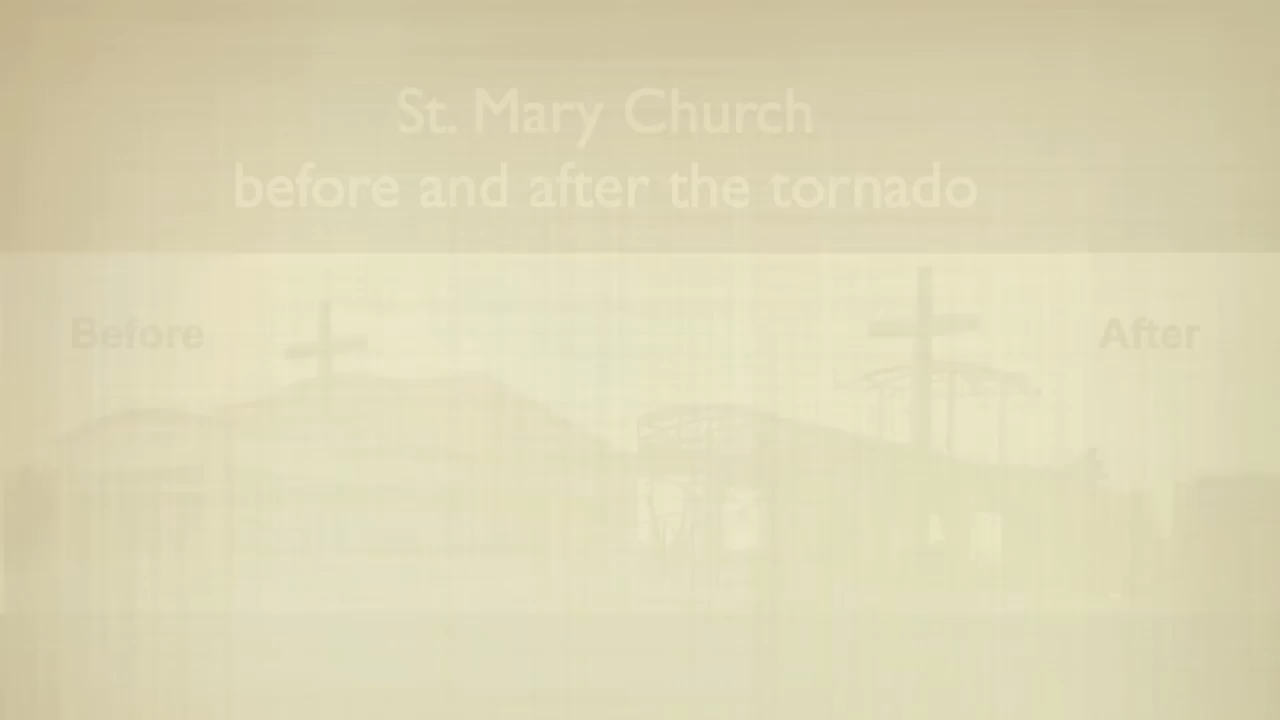 St. Mary Church
before and after the tornado
Before
After